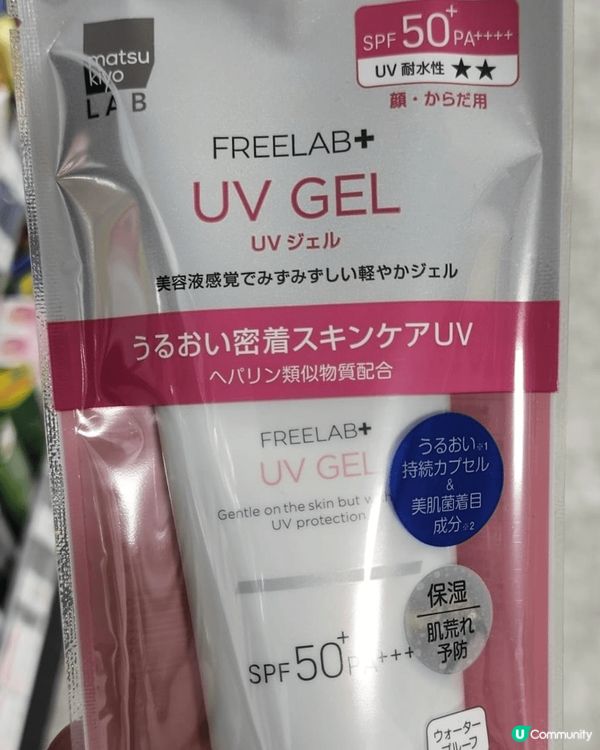 matsu
kiyo
LAB
SPF 50+ PA++++
UV 耐水性 ★★
顔・からだ用
FREELAB+
UV GEL
UV ジェル
美容液感覚でみずみずしい軽やかジェル
うるおい密着スキンケアUV
ヘパリン類似物質配合
FREELAB+
UV GEL
Gentle on the skin but
UV protection
うるおい※1
持続カプセル
&
美肌菌着目
成分※2
保湿
肌荒れ
予防
SPF 50+ PA+++
ウォーター
プルーフ
U Community